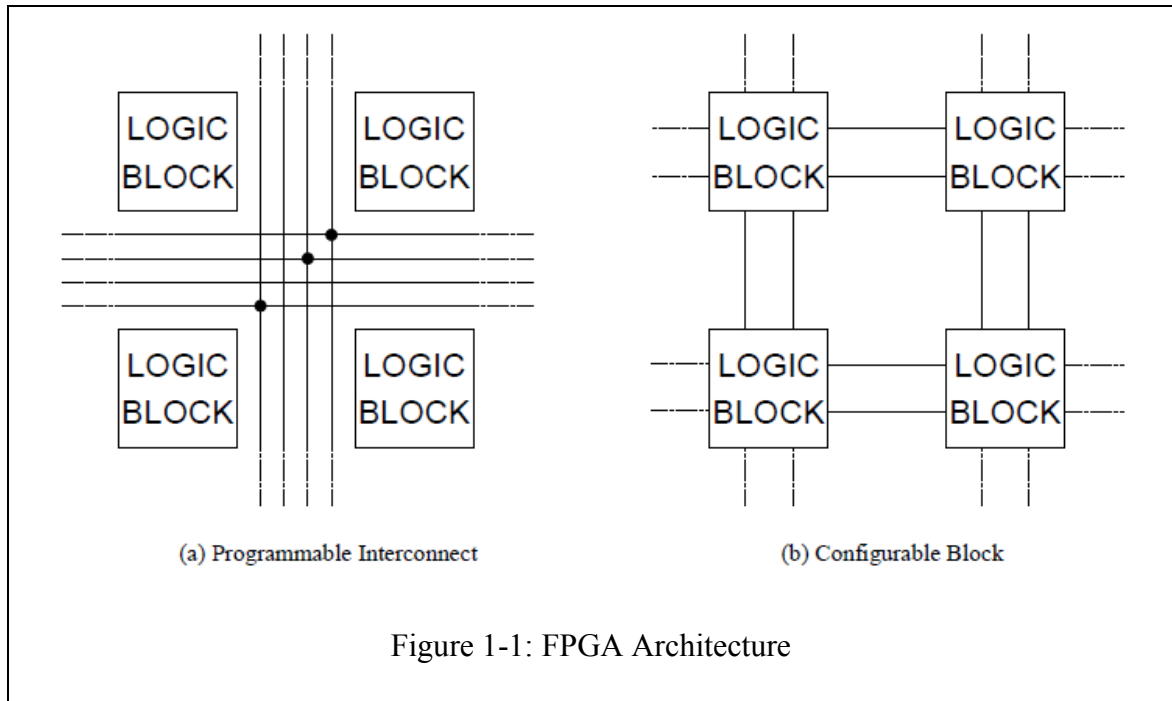 LOGIC
BLOCK
LOGIC
BLOCK
LOGIC
BLOCK
LOGIC
BLOCK
(a) Programmable Interconnect
LOGIC
BLOCK
LOGIC
BLOCK
LOGIC
BLOCK
LOGIC
BLOCK
(b) Configurable Block
Figure 1-1: FPGA Architecture